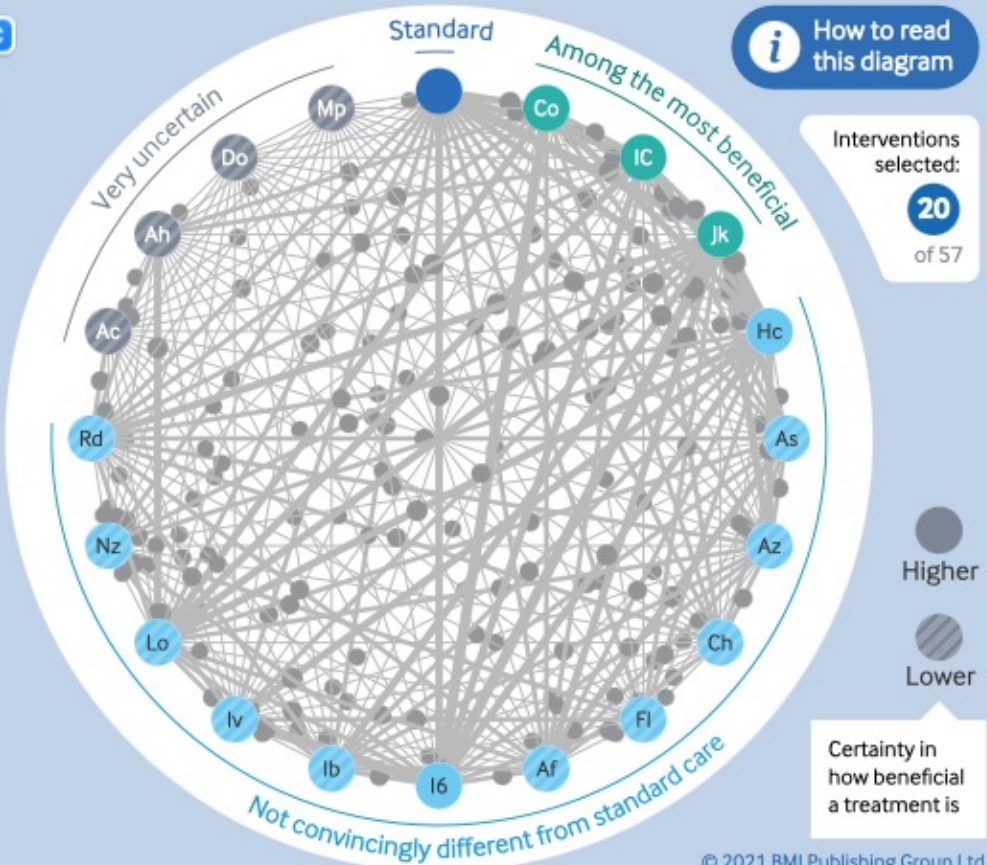 Standard
Among the most beneficial
Very uncertain
Not convincingly different from standard care
Mp
Do
Ah
Ac
Rd
Nz
Lo
Iv
Ib
I6
Af
Fl
Ch
Az
As
Hc
Jk
IC
Co
i
How to read
this diagram
Interventions
selected:
20
of 57
Higher
Lower
Certainty in
how beneficial
a treatment is
© 2021 BMJ Publishing Group Ltd